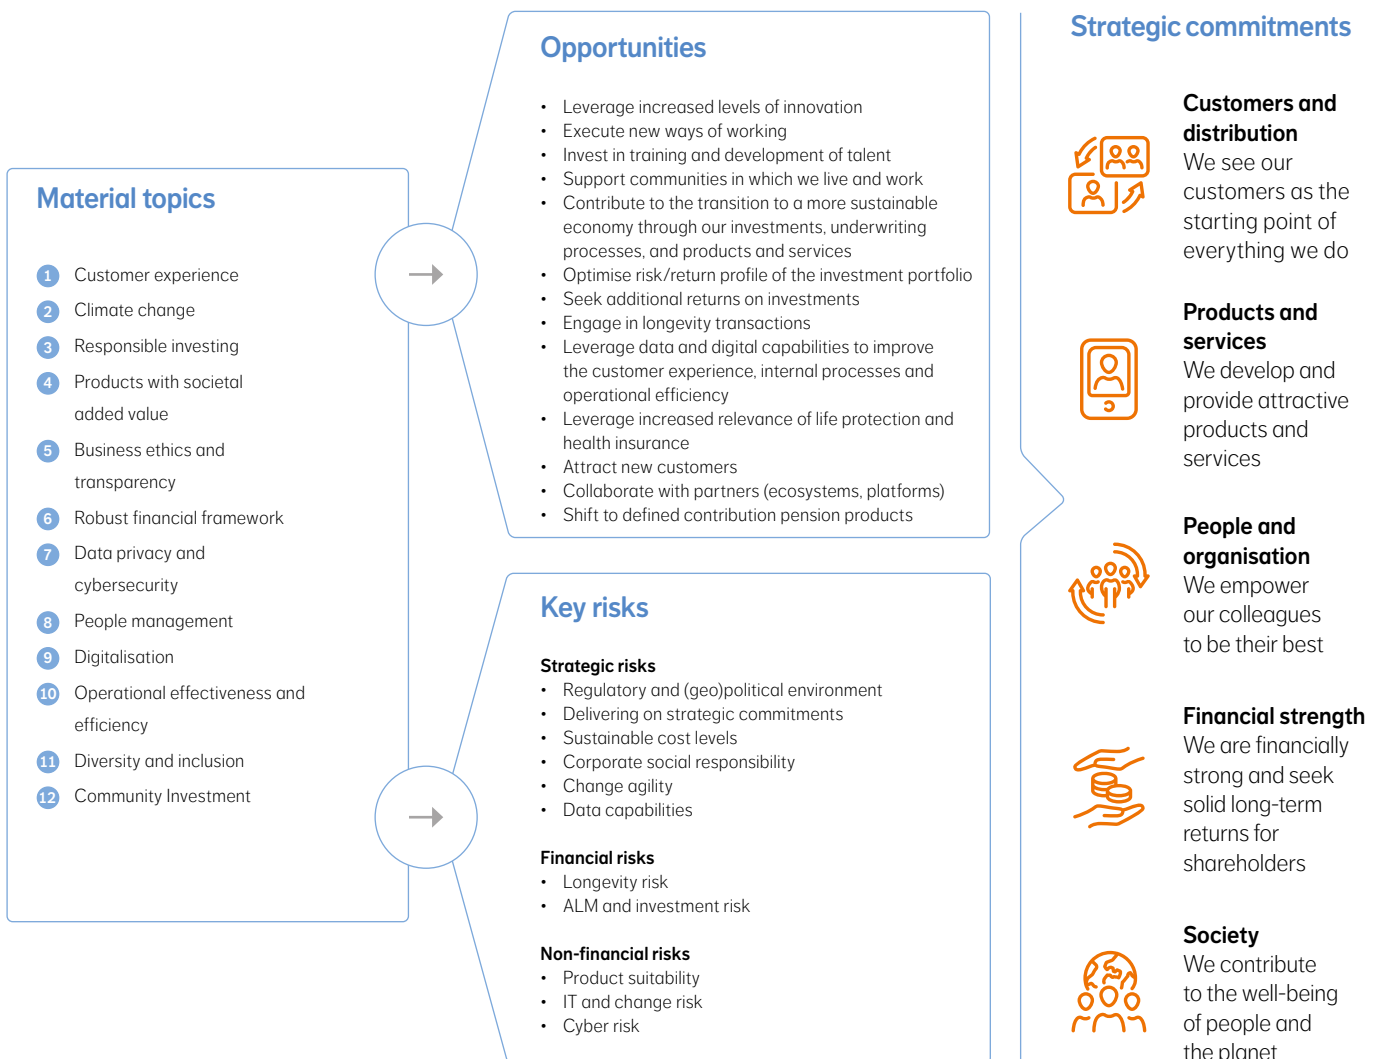 Material topics
1 Customer experience
2 Climate change
3 Responsible investing
4 Products with societal
added value
5 Business ethics and
transparency
6 Robust financial framework
7 Data privacy and
cybersecurity
8 People management
9 Digitalisation
10 Operational effectiveness and
efficiency
11 Diversity and inclusion
12 Community Investment
Opportunities
• Leverage increased levels of innovation
• Execute new ways of working
• Invest in training and development of talent
• Support communities in which we live and work
• Contribute to the transition to a more sustainable
economy through our investments, underwriting
processes, and products and services
• Optimise risk/return profile of the investment portfolio
• Seek additional returns on investments
• Engage in longevity transactions
• Leverage data and digital capabilities to improve
the customer experience, internal processes and
operational efficiency
• Leverage increased relevance of life protection and
health insurance
• Attract new customers
• Collaborate with partners (ecosystems, platforms)
• Shift to defined contribution pension products
Key risks
Strategic risks
• Regulatory and (geo)political environment
• Delivering on strategic commitments
• Sustainable cost levels
• Corporate social responsibility
• Change agility
• Data capabilities
Financial risks
• Longevity risk
• ALM and investment risk
Non-financial risks
• Product suitability
• IT and change risk
• Cyber risk
Strategic commitments
Customers and
distribution
We see our
customers as the
starting point of
everything we do
Products and
services
We develop and
provide attractive
products and
services
People and
organisation
We empower
our colleagues
to be their best
Financial strength
We are financially
strong and seek
solid long-term
returns for
shareholders
Society
We contribute
to the well-being
of people and
the planet